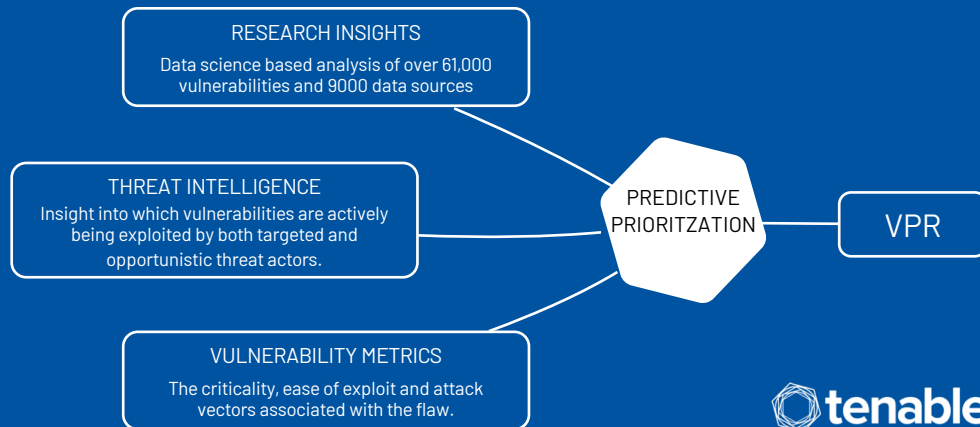 RESEARCH INSIGHTS
Data science based analysis of over 61,000
vulnerabilities and 9000 data sources
THREAT INTELLIGENCE
Insight into which vulnerabilities are actively
being exploited by both targeted and
opportunistic threat actors.
VULNERABILITY METRICS
The criticality, ease of exploit and attack
vectors associated with the flaw.
PREDICTIVE
PRIORITZATION
VPR
tenable